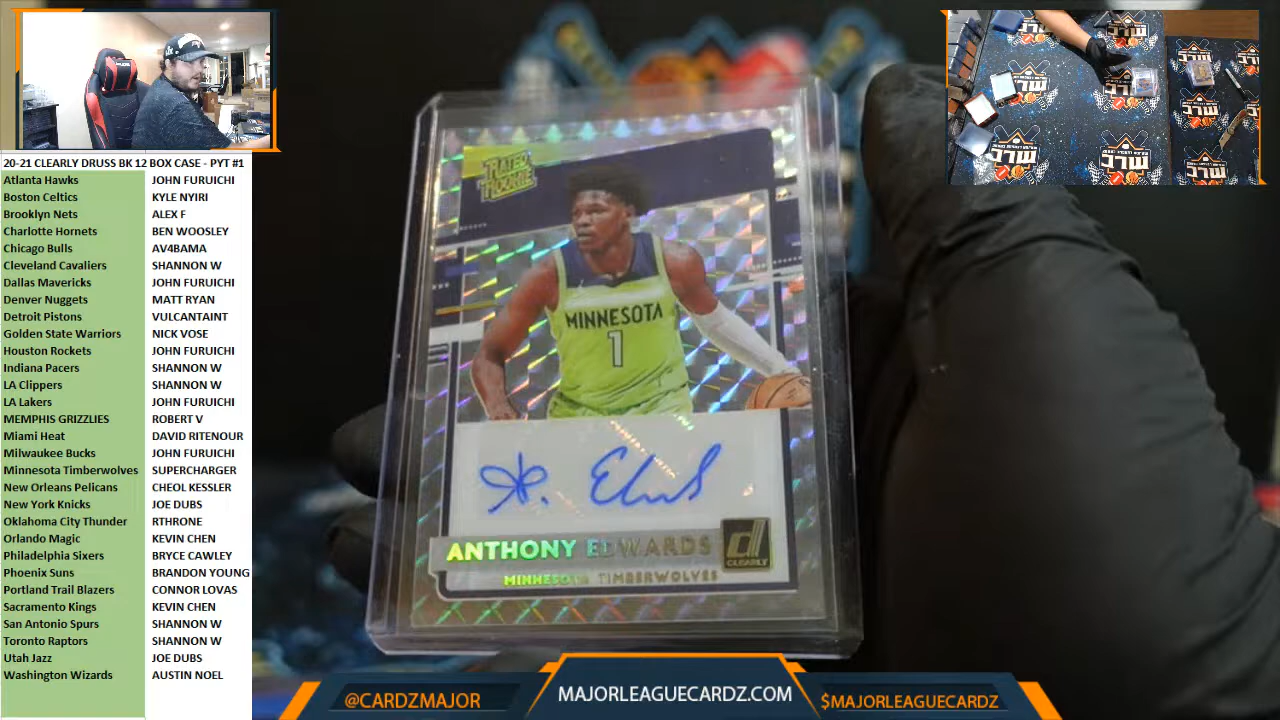 20-21 CLEARLY DRUSS BK 12 BOX CASE - PYT #1
Atlanta Hawks JOHN FURUICHI
Boston Celtics KYLE NYIRI
Brooklyn Nets ALEX F
Charlotte Hornets BEN WOOSLEY
Chicago Bulls AV4BAMA
Cleveland Cavaliers SHANNON W
Dallas Mavericks JOHN FURUICHI
Denver Nuggets MATT RYAN
Detroit Pistons VULCANTAINT
Golden State Warriors NICK VOSE
Houston Rockets JOHN FURUICHI
Indiana Pacers SHANNON W
LA Clippers SHANNON W
LA Lakers JOHN FURUICHI
MEMPHIS GRIZZLIES ROBERT V
Miami Heat DAVID RITENOUR
Milwaukee Bucks JOHN FURUICHI
Minnesota Timberwolves SUPERCHARGER
New Orleans Pelicans CHEOL KESSLER
New York Knicks JOE DUBS
Oklahoma City Thunder RTHRONE
Orlando Magic KEVIN CHEN
Philadelphia Sixers BRYCE CAWLEY
Phoenix Suns BRANDON YOUNG
Portland Trail Blazers CONNOR LOVAS
Sacramento Kings KEVIN CHEN
San Antonio Spurs SHANNON W
Toronto Raptors SHANNON W
Utah Jazz JOE DUBS
Washington Wizards AUSTIN NOEL
RATED
ROOKIE
MINNESOTA
1
ANTHONY EDWARDS
MINNESOTA TIMBERWOLVES
d
CLEARLY
@CARDZMAJOR
MAJORLEAGUECARDZ.COM
$MAJORLEAGUECARDZ